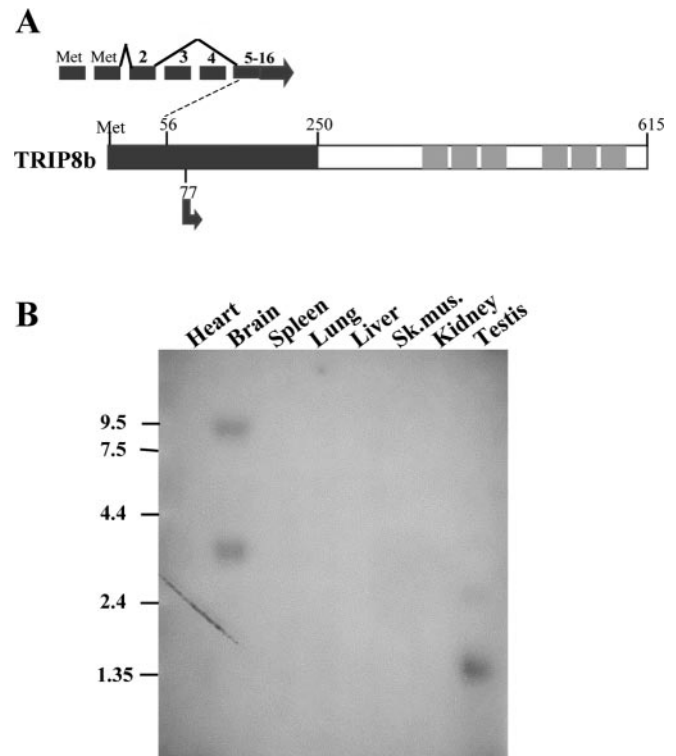 A
Met Met 2 3 4 5-16
Met 56 250 615
TRIP8b
77
B
Heart Brain Spleen Lung Liver Sk.mus. Kidney Testis
9.5
7.5
4.4
2.4
1.35